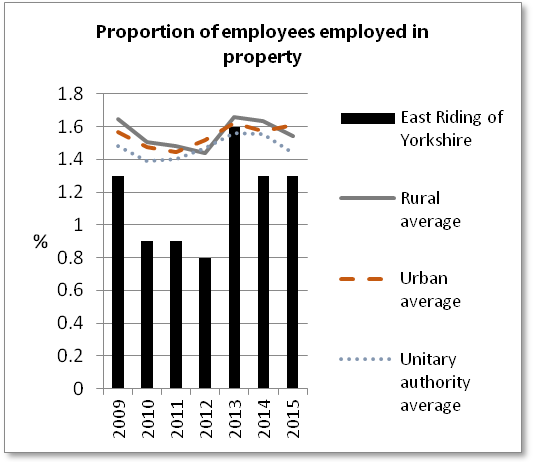 Proportion of employees employed in
property
1.8
1.6
1.4
1.2
1
0.8
0.6
0.4
0.2
0
%
2009
2010
2011
2012
2013
2014
2015
East Riding of
Yorkshire
Rural
average
Urban
average
Unitary
authority
average